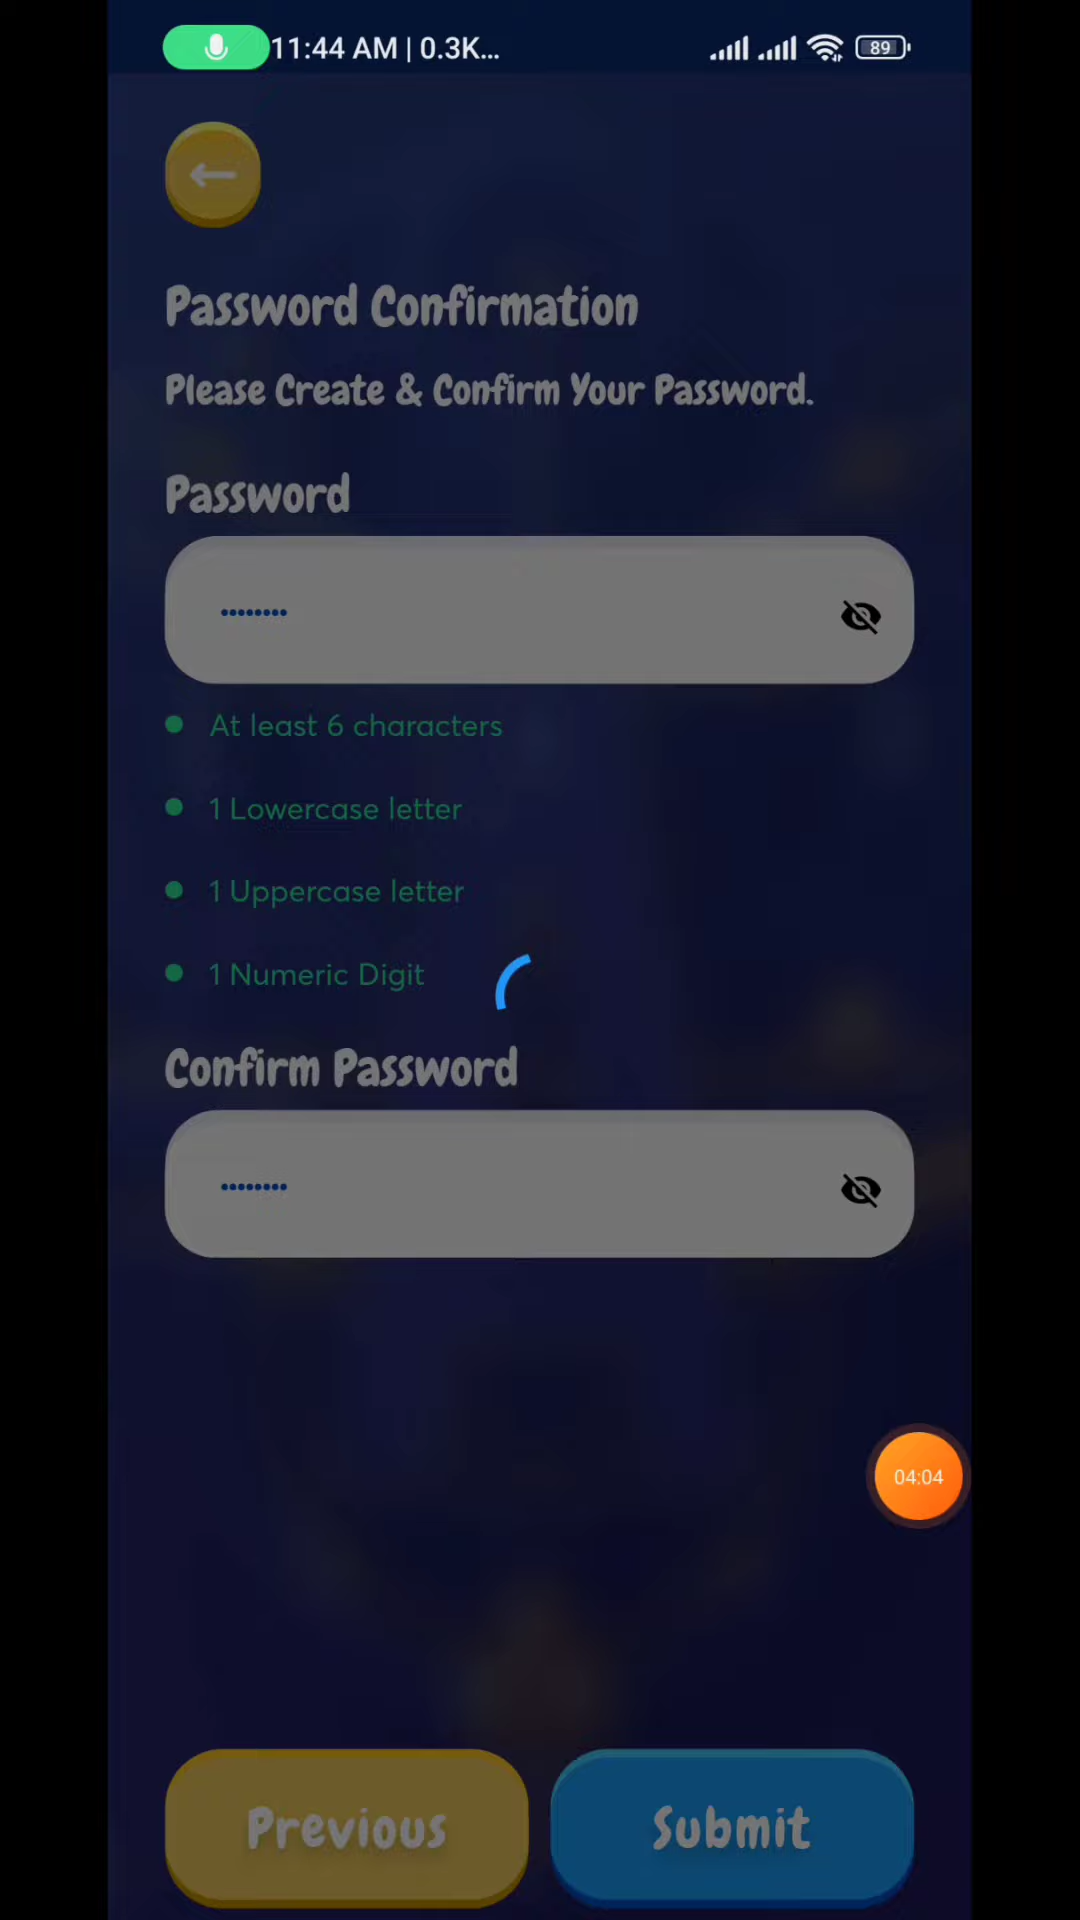 11:44 AM | 0.3K...
89
Password Confirmation
Please Create & Confirm Your Password.
Password
At least 6 characters
1 Lowercase letter
1 Uppercase letter
1 Numeric Digit
Confirm Password
04:04
Previous
Submit